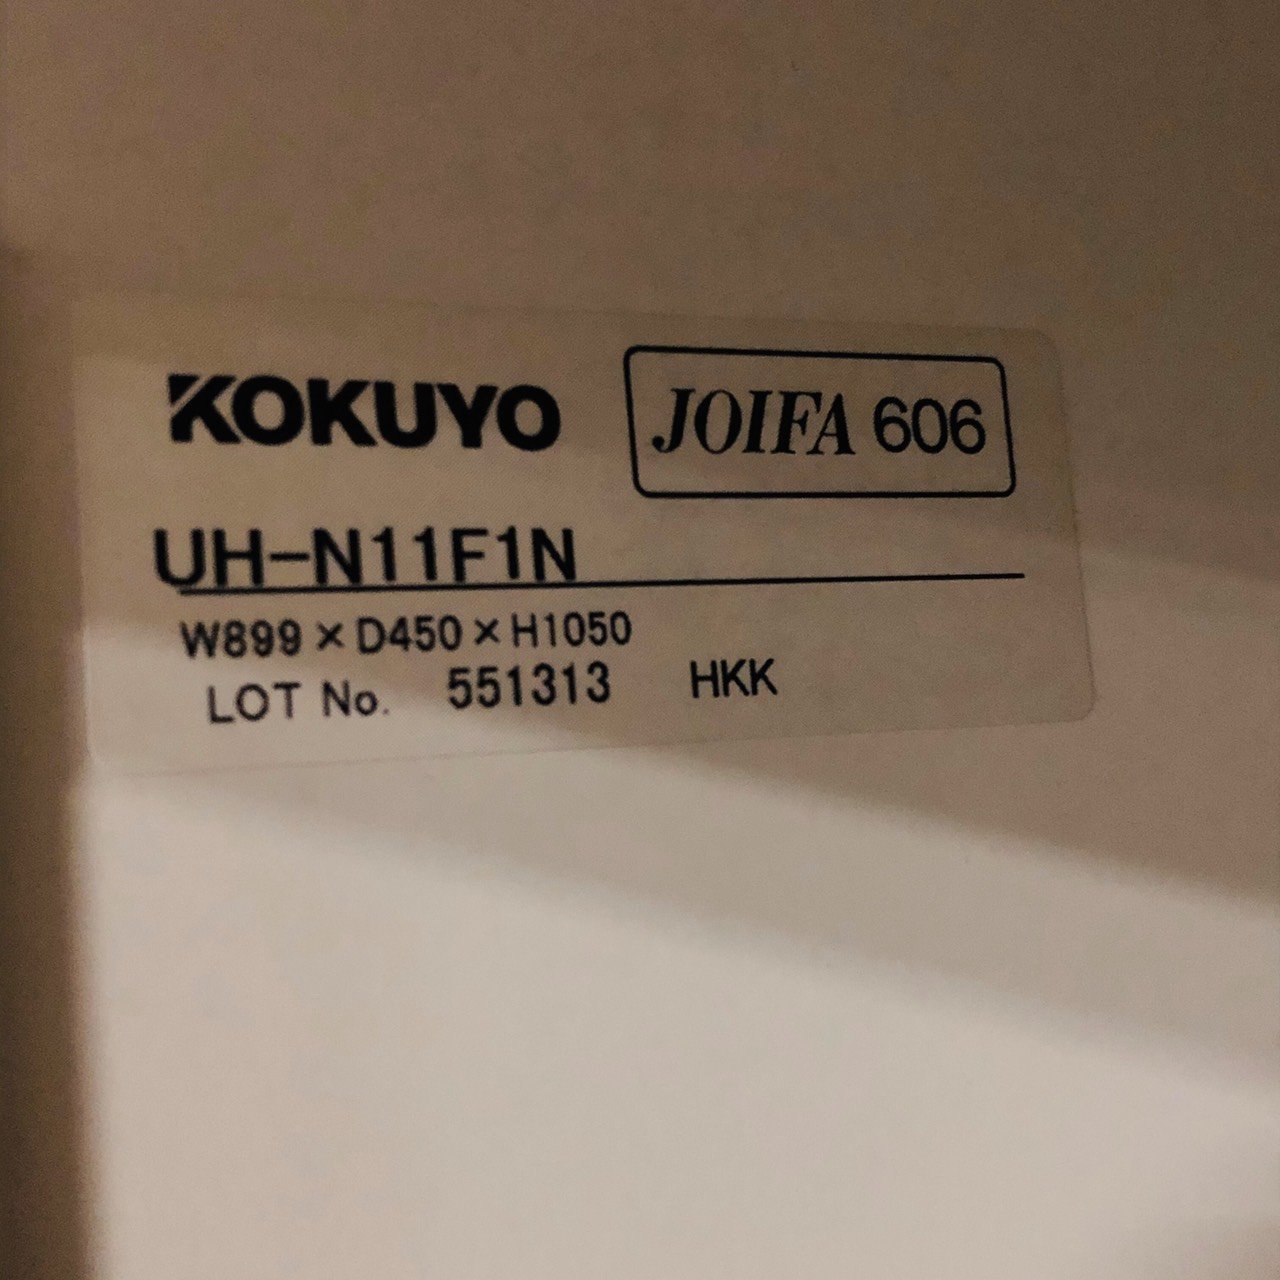 KOKUYO JOIFA 606
UH-N11F1N
W899 × D450 × H1050
LOT No. 551313 HKK